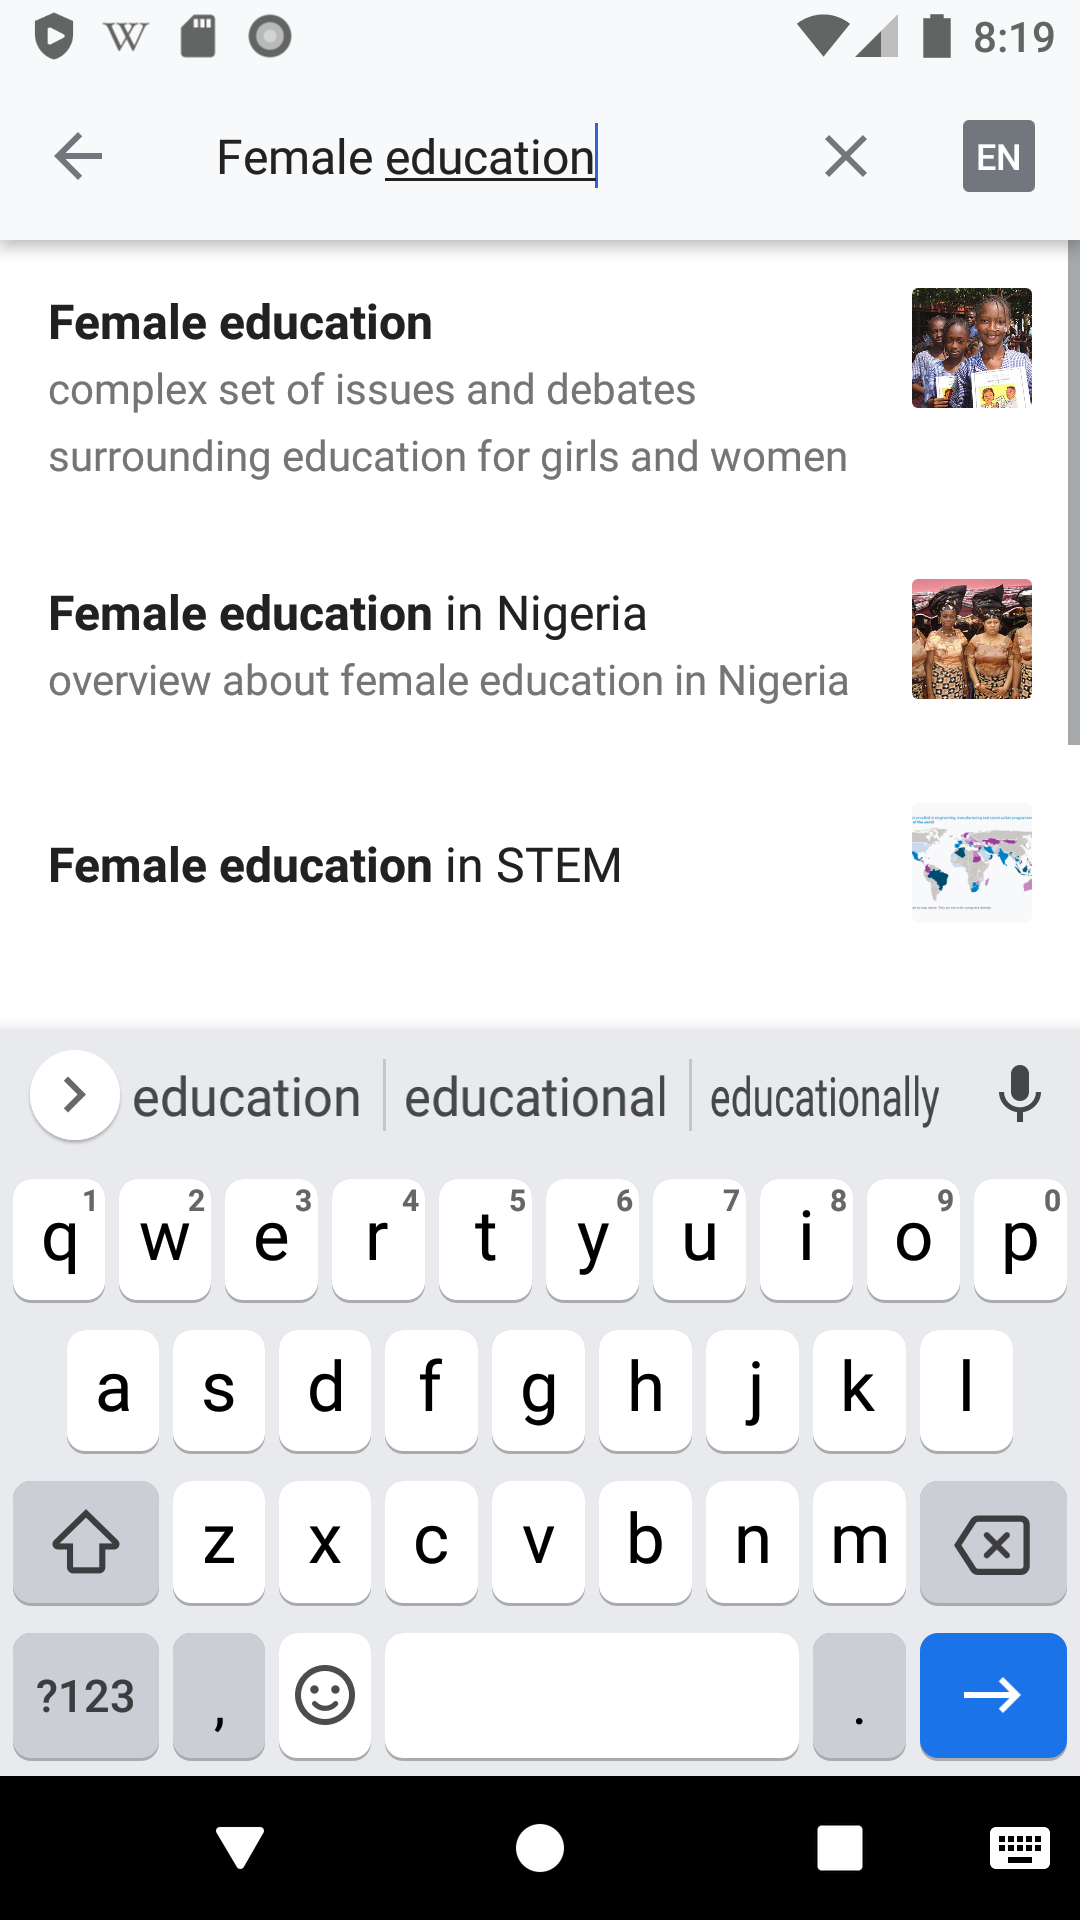 8:19
Female education
EN
Female education
complex set of issues and debates
surrounding education for girls and women
Female education in Nigeria
overview about female education in Nigeria
Female education in STEM
education educational educationally
1 2 3 4 5 6 7 8 9 0
q w e r t y u i o p
a s d f g h j k l
z x c v b n m
?123 , .